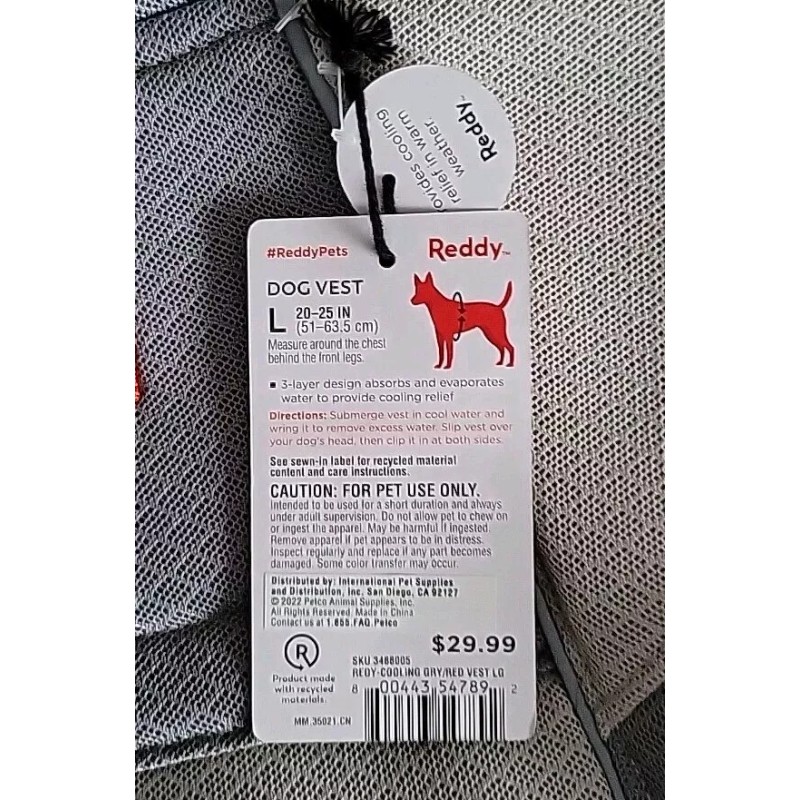 Reddy™
provides cooling
relief in warm
weather.
#ReddyPets
Reddy™
DOG VEST
L 20-25 IN
(51-63.5 cm)
Measure around the chest
behind the front legs.
▪ 3-layer design absorbs and evaporates
water to provide cooling relief
Directions: Submerge vest in cool water and
wring it to remove excess water. Slip vest over
your dog's head, then clip it in at both sides.
See sewn-in label for recycled material
content and care instructions.
CAUTION: FOR PET USE ONLY.
Intended to be used for a short duration and always
under adult supervision. Do not allow pet to chew on
or ingest the apparel. May be harmful if ingested.
Remove apparel if pet appears to be in distress.
Inspect regularly and replace if any part becomes
damaged. Some color transfer may occur.
Distributed by: International Pet Supplies
and Distribution, Inc. San Diego, CA 92127
© 2022 Petco Animal Supplies, Inc.
All Rights Reserved. Made in China
Contact us at 1.855.FAQ.Petco
R
Product made
with recycled
materials.
MM.35021.CN
$29.99
SKU 3468005
REDY-COOLING GRY/RED VEST LG
8 00443 54789 2